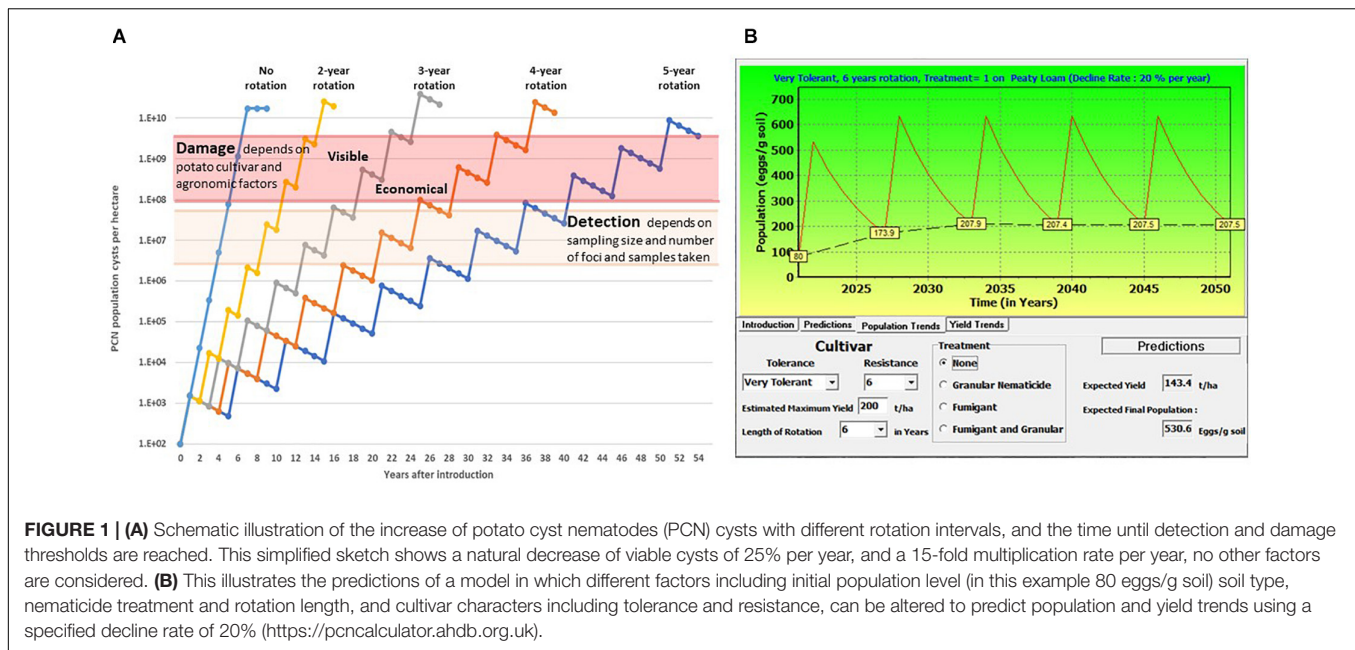 A
No rotation
2-year rotation
3-year rotation
4-year rotation
5-year rotation
PCN population cysts per hectare
1.E+10
1.E+09
1.E+08
1.E+07
1.E+06
1.E+05
1.E+04
1.E+03
1.E+02
Damage depends on
potato cultivar and
agronomic factors
Visible
Economical
Detection depends on
sampling size and number
of foci and samples taken
0 2 4 6 8 10 12 14 16 18 20 22 24 26 28 30 32 34 36 38 40 42 44 46 48 50 52 54
Years after introduction
B
Very Tolerant, 6 years rotation, Treatment= 1 on Peaty Loam (Decline Rate : 20 % per year)
Population (eggs/g soil)
700
600
500
400
300
200
100
0
80
173.9
207.9
207.4
207.5
207.5
2025 2030 2035 2040 2045 2050
Time (in Years)
Introduction Predictions Population Trends Yield Trends
Cultivar
Tolerance Resistance
Very Tolerant 6
Estimated Maximum Yield 200 t/ha
Length of Rotation 6 in Years
Treatment
None
Granular Nematicide
Fumigant
Fumigant and Granular
Predictions
Expected Yield 143.4 t/ha
Expected Final Population :
530.6 Eggs/g soil
FIGURE 1 | (A) Schematic illustration of the increase of potato cyst nematodes (PCN) cysts with different rotation intervals, and the time until detection and damage
thresholds are reached. This simplified sketch shows a natural decrease of viable cysts of 25% per year, and a 15-fold multiplication rate per year, no other factors
are considered. (B) This illustrates the predictions of a model in which different factors including initial population level (in this example 80 eggs/g soil) soil type,
nematicide treatment and rotation length, and cultivar characters including tolerance and resistance, can be altered to predict population and yield trends using a
specified decline rate of 20% (https://pcncalculator.ahdb.org.uk).